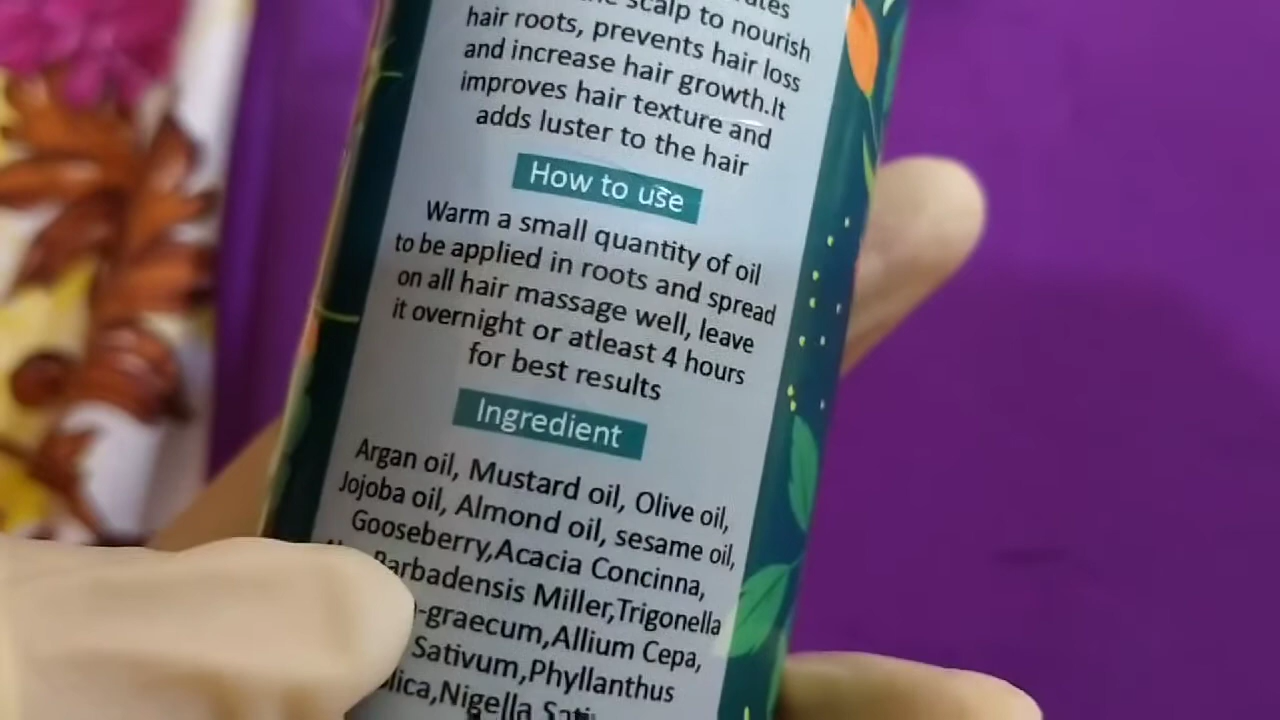 scalp to nourish
hair roots, prevents hair loss
and increase hair growth.It
improves hair texture and
adds luster to the hair
How to use
Warm a small quantity of oil
to be applied in roots and spread
on all hair massage well, leave
it overnight or atleast 4 hours
for best results
Ingredient
Argan oil, Mustard oil, Olive oil,
Jojoba oil, Almond oil, sesame oil,
Gooseberry,Acacia Concinna,
Barbadensis Miller,Trigonella
-graecum,Allium Cepa,
Sativum,Phyllanthus
Nigella